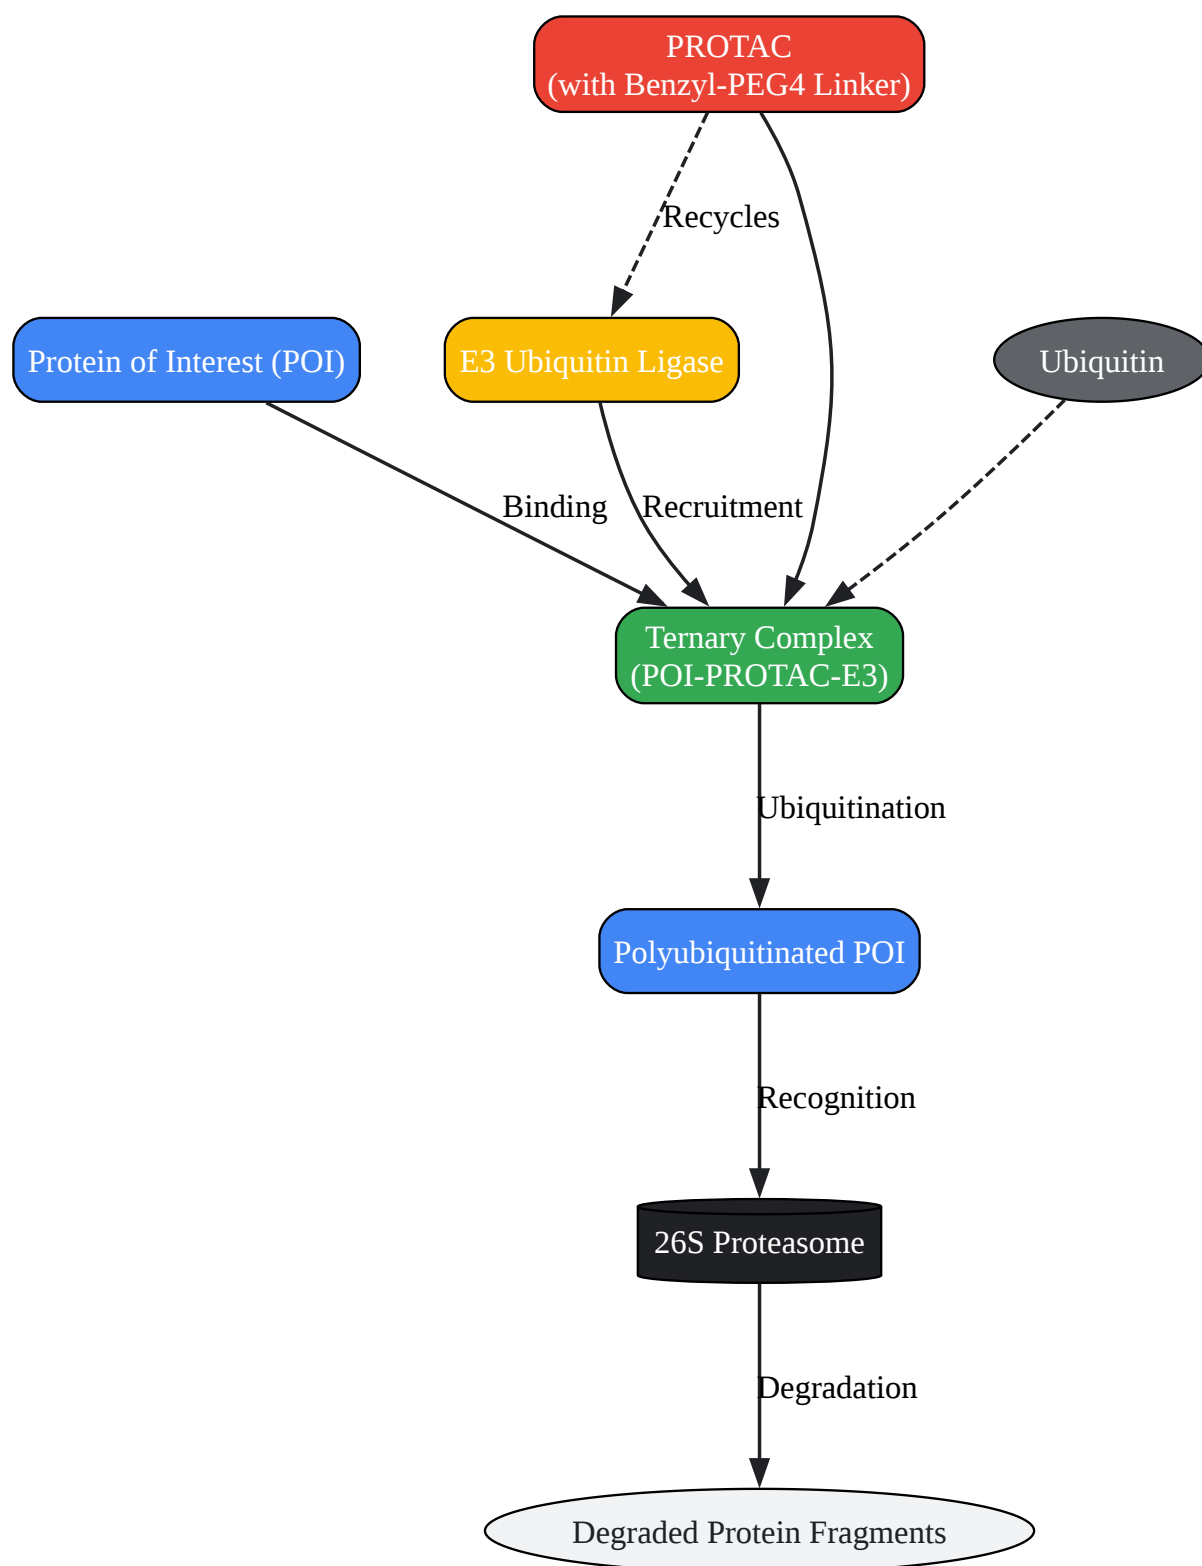 PROTAC
(with Benzyl-PEG4 Linker)
Recycles
Protein of Interest (POI)
E3 Ubiquitin Ligase
Ubiquitin
Binding
Recruitment
Ternary Complex
(POI-PROTAC-E3)
Ubiquitination
Polyubiquitinated POI
Recognition
26S Proteasome
Degradation
Degraded Protein Fragments